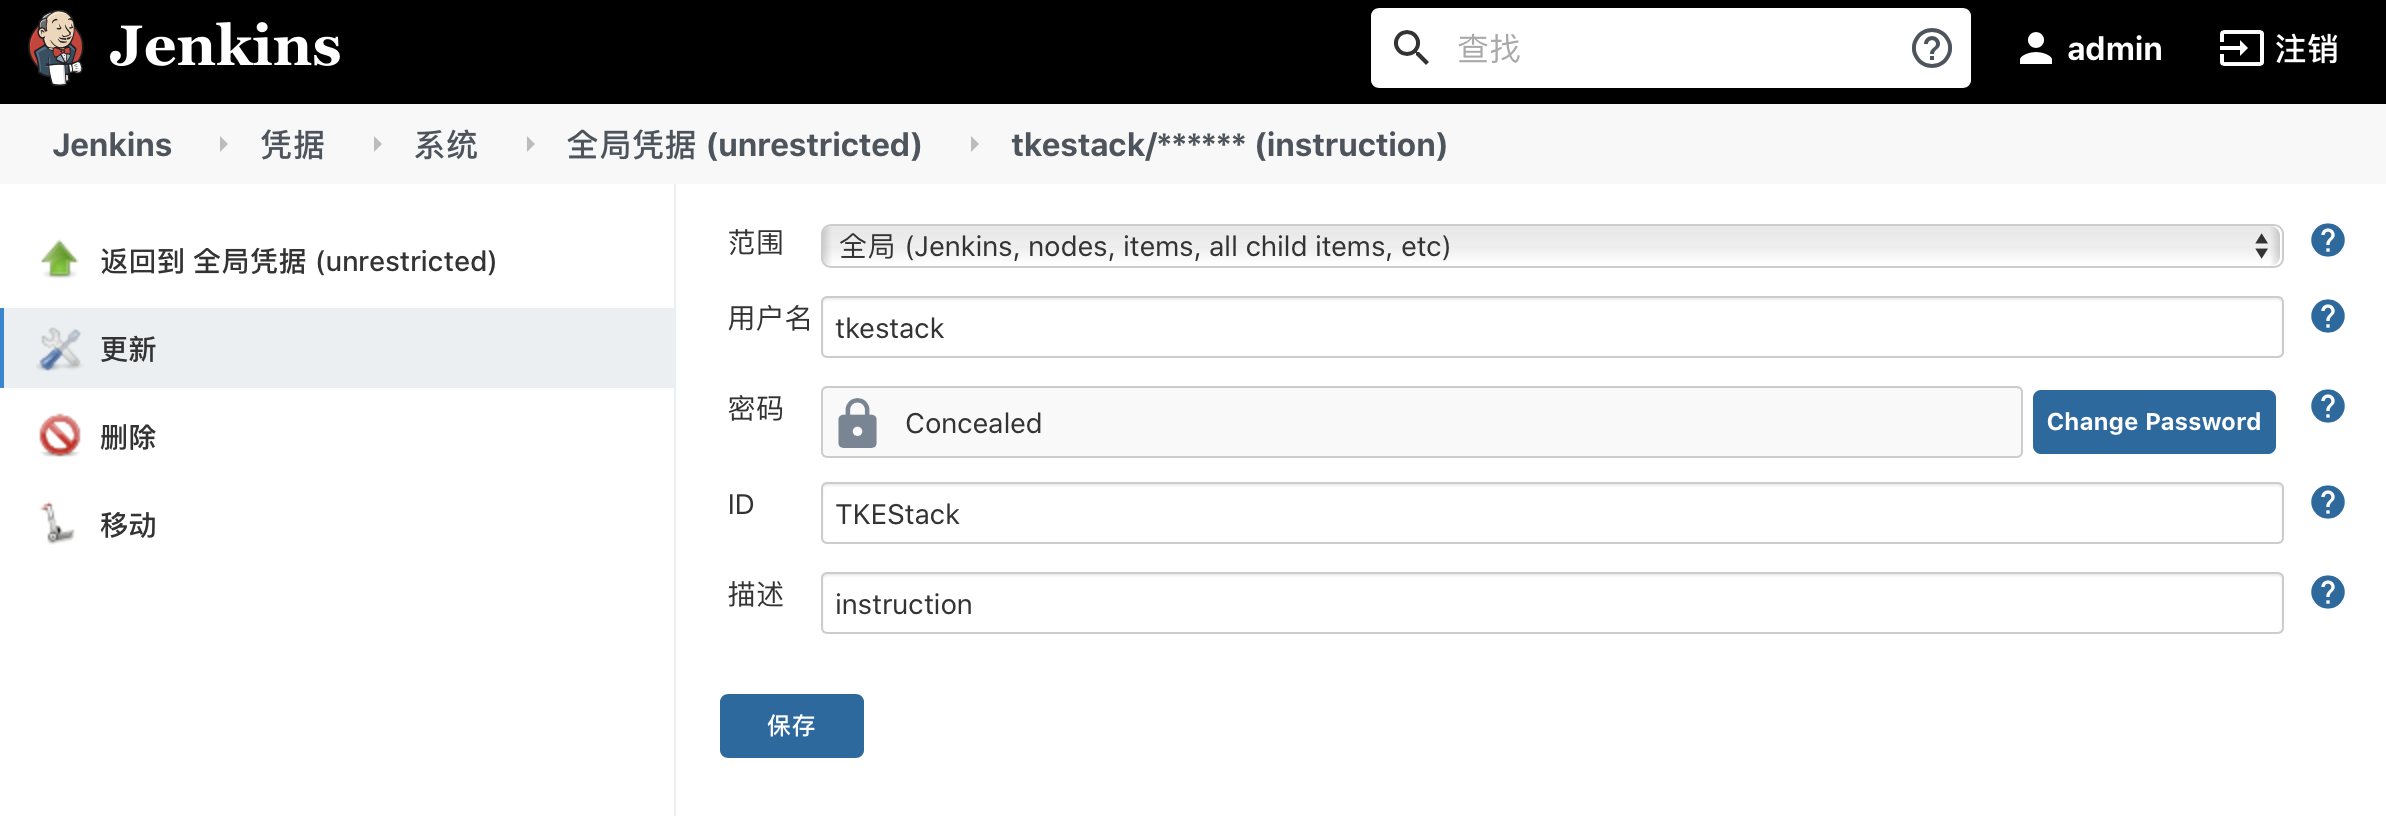 Jenkins
查找
admin
注销
Jenkins 凭据 系统 全局凭据 (unrestricted) tkestack/****** (instruction)
返回到 全局凭据 (unrestricted)
更新
删除
移动
范围
全局 (Jenkins, nodes, items, all child items, etc)
用户名
tkestack
密码
Concealed
Change Password
ID
TKEStack
描述
instruction
保存